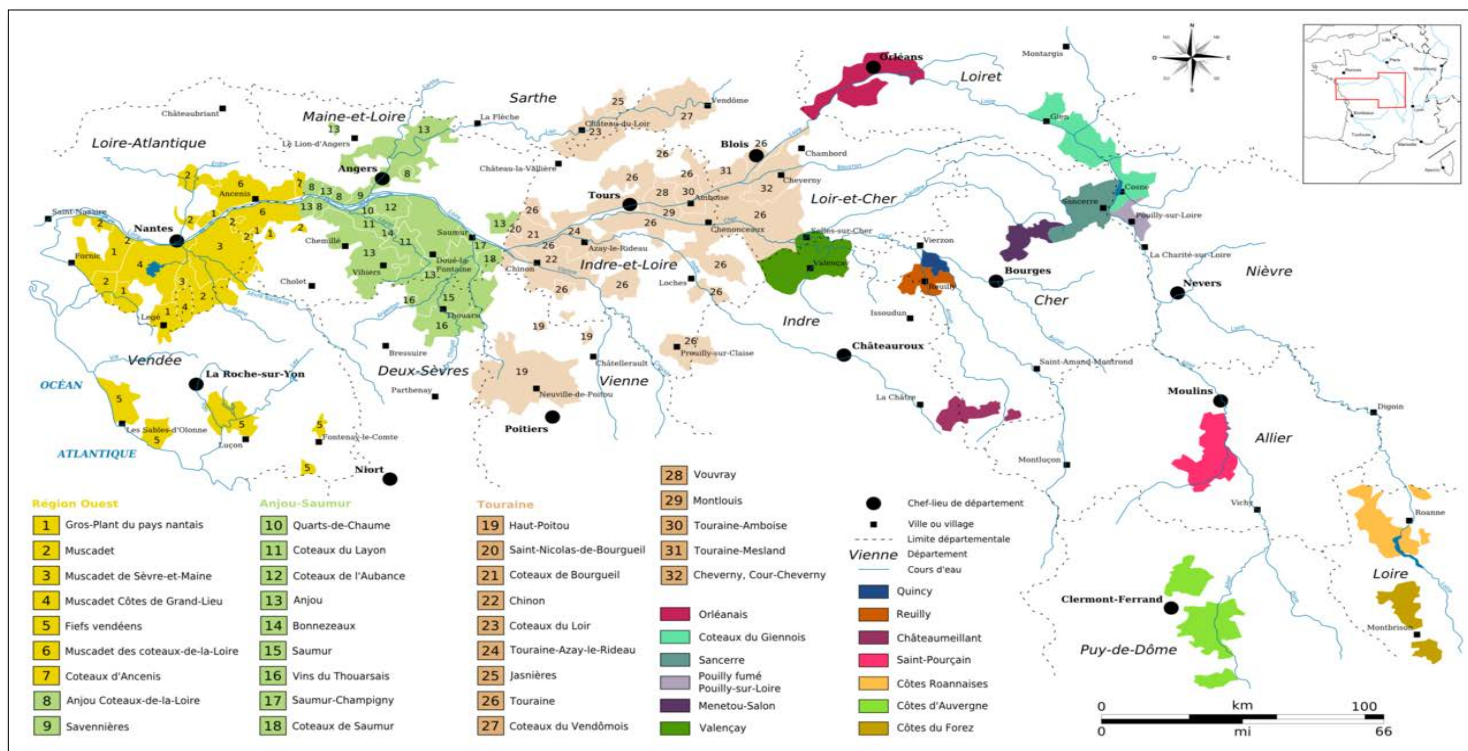 Orléans
Montargis
Loiret
Sarthe
Vendôme
Maine-et-Loire
La Flèche
Château-du-Loir
Châteaubriant
Loire-Atlantique
Le Lion-d'Angers
Gien
Blois
Chambord
Angers
Château-la-Vallière
Cheverny
Ancenis
Tours
Amboise
Loir-et-Cher
Cosne
Sancerre
Pouilly-sur-Loire
Saint-Nazaire
Nantes
Chemillé
Saumur
Chenonceaux
Azay-le-Rideau
Selles-sur-Cher
Vierzon
La Charité-sur-Loire
Pornic
Vihiers
Doué-la-Fontaine
Chinon
Indre-et-Loire
Valençay
Bourges
Nièvre
Cholet
Loches
Reuilly
Cher
Nevers
Legé
Thouars
Indre
Issoudun
Vendée
Bressuire
Deux-Sèvres
Châtellerault
Vienne
Preuilly-sur-Claise
Châteauroux
Saint-Amand-Montrond
OCÉAN
La Roche-sur-Yon
Parthenay
Neuville-de-Poitou
La Châtre
Moulins
Digoin
Les Sables-d'Olonne
Luçon
Fontenay-le-Comte
Poitiers
Allier
ATLANTIQUE
Niort
Montluçon
Vichy
Roanne
Loire
Clermont-Ferrand
Montbrison
Puy-de-Dôme
Région Ouest
1 Gros-Plant du pays nantais
2 Muscadet
3 Muscadet de Sèvre-et-Maine
4 Muscadet Côtes de Grand-Lieu
5 Fiefs vendéens
6 Muscadet des coteaux-de-la-Loire
7 Coteaux d'Ancenis
8 Anjou Coteaux-de-la-Loire
9 Savennières
Anjou-Saumur
10 Quarts-de-Chaume
11 Coteaux du Layon
12 Coteaux de l'Aubance
13 Anjou
14 Bonnezeaux
15 Saumur
16 Vins du Thouarsais
17 Saumur-Champigny
18 Coteaux de Saumur
Touraine
19 Haut-Poitou
20 Saint-Nicolas-de-Bourgueil
21 Coteaux de Bourgueil
22 Chinon
23 Coteaux du Loir
24 Touraine-Azay-le-Rideau
25 Jasnières
26 Touraine
27 Coteaux du Vendômois
28 Vouvray
29 Montlouis
30 Touraine-Amboise
31 Touraine-Mesland
32 Cheverny, Cour-Cheverny
Orléanais
Coteaux du Giennois
Sancerre
Pouilly fumé
Pouilly-sur-Loire
Menetou-Salon
Valençay
Chef-lieu de département
Ville ou village
Limite départementale
Vienne Département
Cours d'eau
Quincy
Reuilly
Châteaumeillant
Saint-Pourçain
Côtes Roannaises
Côtes d'Auvergne
Côtes du Forez
0 km 100
0 mi 66